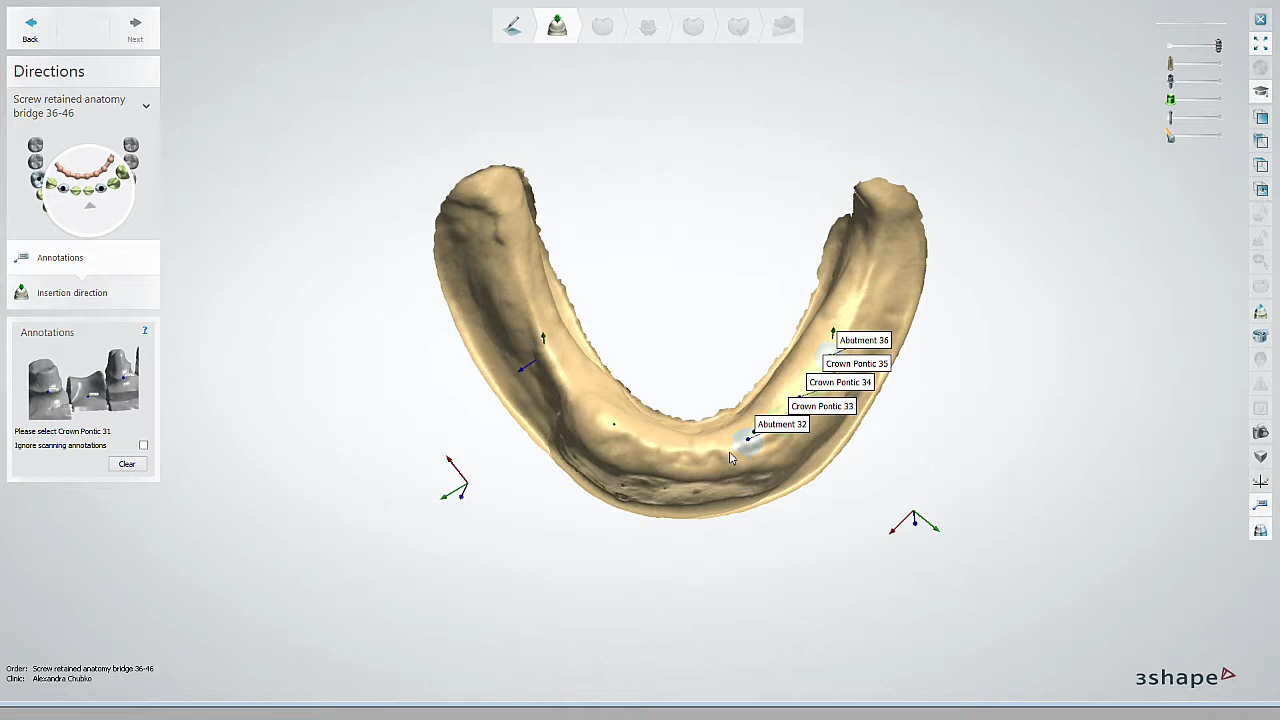 Back
Next
Directions
Screw retained anatomy
bridge 36-46
Annotations
Insertion direction
Annotations
?
Please select Crown Pontic 31
Ignore scanning annotations
Clear
Abutment 36
Crown Pontic 35
Crown Pontic 34
Crown Pontic 33
Abutment 32
Order: Screw retained anatomy bridge 36-46
Clinic: Alexandra Chubko
3shape